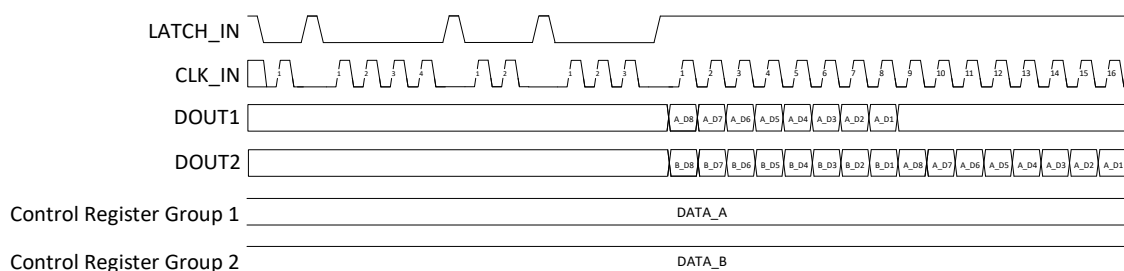 LATCH_IN
CLK_IN 1 1 2 3 4 1 2 1 2 3 1 2 3 4 5 6 7 8 9 10 11 12 13 14 15 16
DOUT1 A_D8 A_D7 A_D6 A_D5 A_D4 A_D3 A_D2 A_D1
DOUT2 B_D8 B_D7 B_D6 B_D5 B_D4 B_D3 B_D2 B_D1 A_D8 A_D7 A_D6 A_D5 A_D4 A_D3 A_D2 A_D1
Control Register Group 1 DATA_A
Control Register Group 2 DATA_B